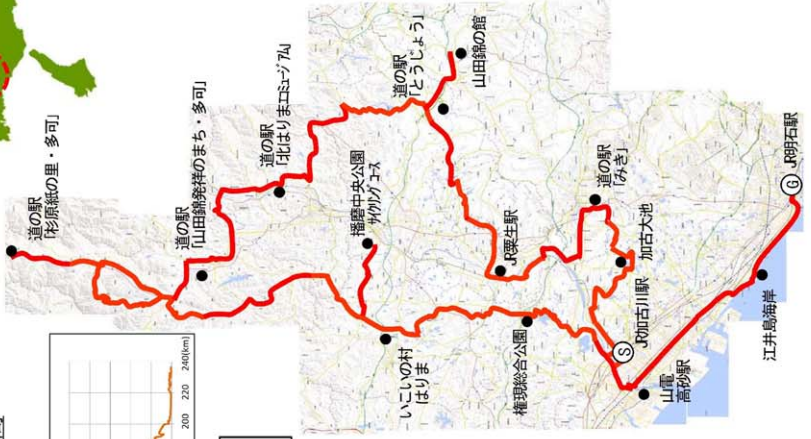 道の駅
「杉原紙の里・多可」
道の駅
「山田錦発祥のまち・多可」
道の駅
「北はりまエコミュージアム」
道の駅
「とうじょう」
山田錦の館
播磨中央公園
サイクリングコース
いこいの村
はりま
JR粟生駅
道の駅
「みき」
権現総合公園
加古大池
JR加古川駅
S
山電
高砂駅
江井島海岸
G
JR明石駅
200
220
240[km]